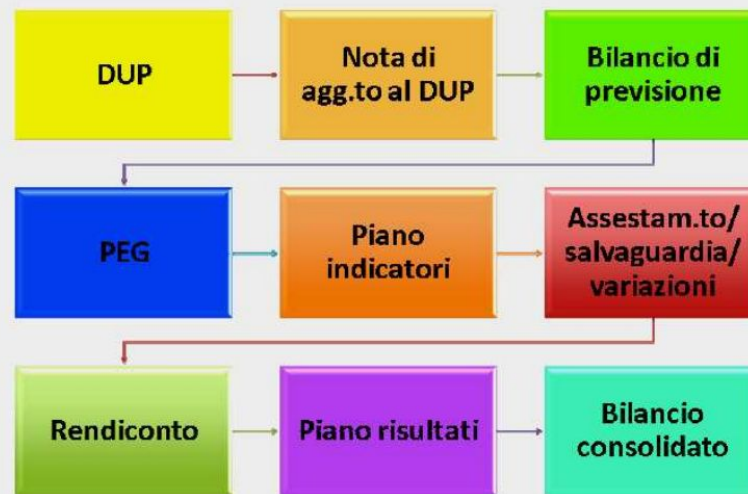 DUP
Nota di
agg.to al DUP
Bilancio di
previsione
PEG
Piano
indicatori
Assestam.to/
salvaguardia/
variazioni
Rendiconto
Piano risultati
Bilancio
consolidato